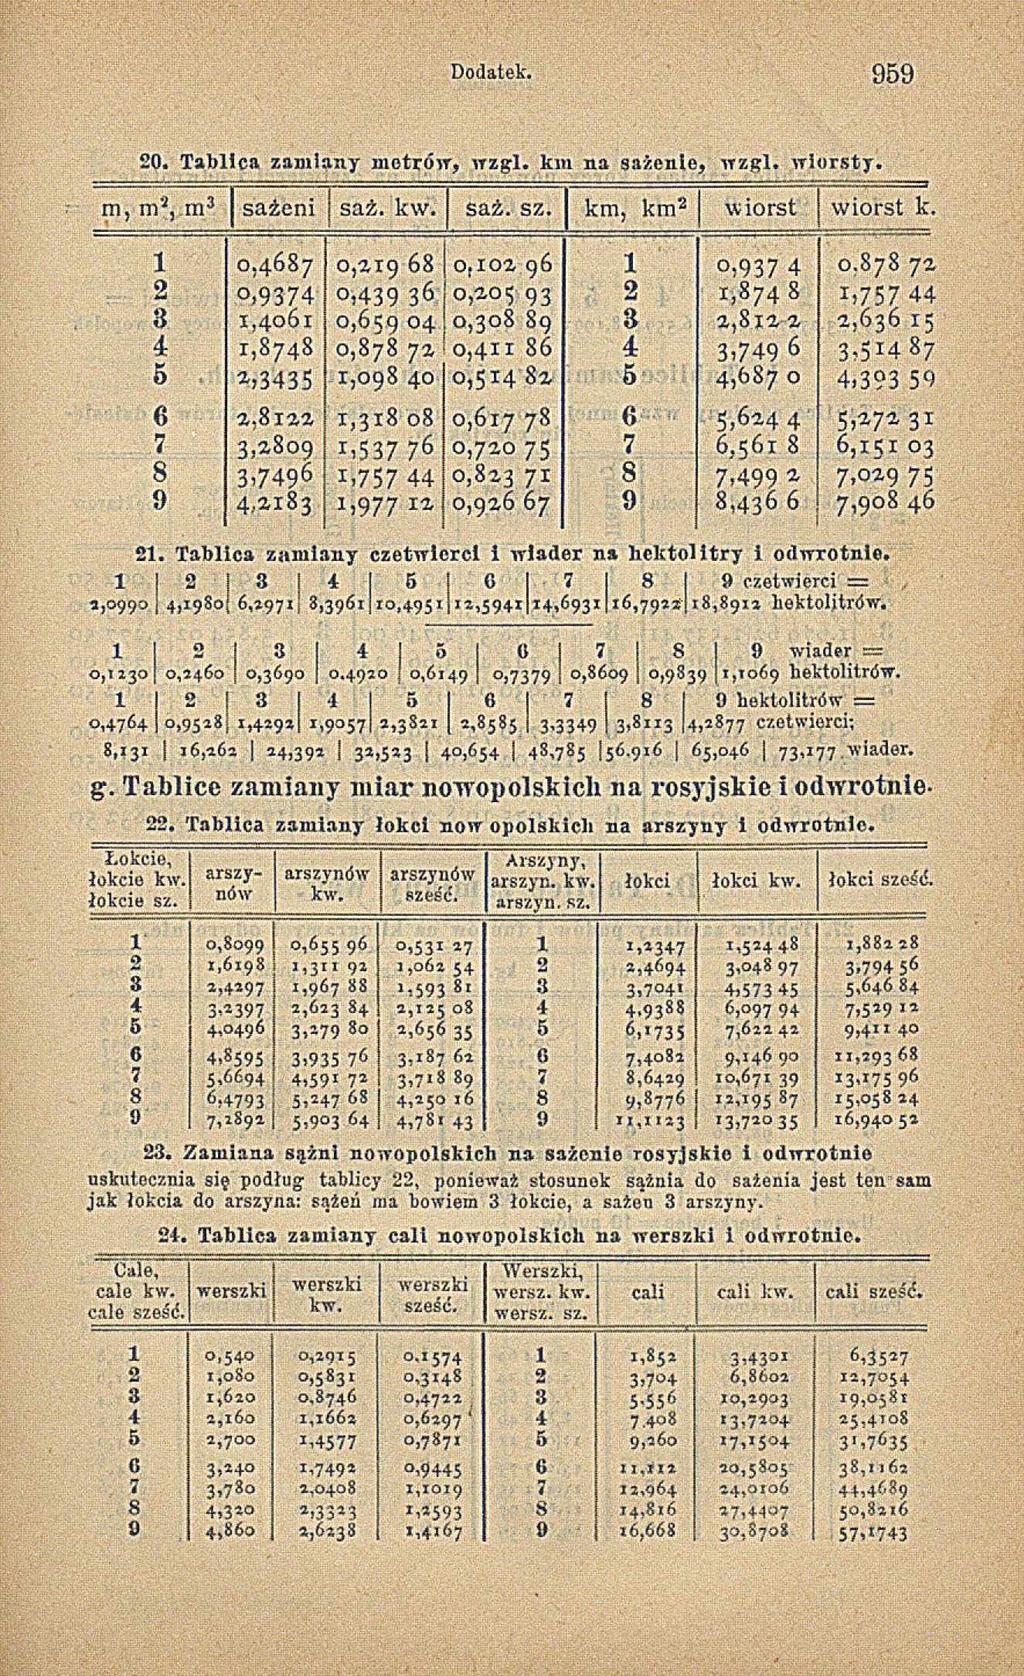 Dodatek. 959
20. Tablica zamiany metrów, wzgl. km na sażenie, wzgl. wiorsty.
m, m², m³ | sażeni | saż. kw. | saż. sz. | km, km² | wiorst | wiorst k.
1 | 0,4687 | 0,219 68 | 0,102 96 | 1 | 0,937 4 | 0,878 72
2 | 0,9374 | 0,439 36 | 0,205 93 | 2 | 1,874 8 | 1,757 44
3 | 1,4061 | 0,659 04 | 0,308 89 | 3 | 2,812 2 | 2,636 15
4 | 1,8748 | 0,878 72 | 0,411 86 | 4 | 3,749 6 | 3,514 87
5 | 2,3435 | 1,098 40 | 0,514 82 | 5 | 4,687 0 | 4,393 59
6 | 2,8122 | 1,318 08 | 0,617 78 | 6 | 5,624 4 | 5,272 31
7 | 3,2809 | 1,537 76 | 0,720 75 | 7 | 6,561 8 | 6,151 03
8 | 3,7496 | 1,757 44 | 0,823 71 | 8 | 7,499 2 | 7,029 75
9 | 4,2183 | 1,977 12 | 0,926 67 | 9 | 8,436 6 | 7,908 46
21. Tablica zamiany czetwierci i wiader na hektolitry i odwrotnie.
1 | 2 | 3 | 4 | 5 | 6 | 7 | 8 | 9 czetwierci =
2,0990 | 4,1980 | 6,2971 | 8,3961 | 10,4951 | 12,5941 | 14,6931 | 16,7922 | 18,8912 hektolitrów.
1 | 2 | 3 | 4 | 5 | 6 | 7 | 8 | 9 wiader =
0,1230 | 0,2460 | 0,3690 | 0.4920 | 0,6149 | 0,7379 | 0,8609 | 0,9839 | 1,1069 hektolitrów.
1 | 2 | 3 | 4 | 5 | 6 | 7 | 8 | 9 hektolitrów =
0,4764 | 0,9528 | 1,4292 | 1,9057 | 2,3821 | 2,8585 | 3,3349 | 3,8113 | 4,2877 czetwierci;
8,131 | 16,262 | 24,392 | 32,523 | 40,654 | 48,785 | 56.916 | 65,046 | 73,177 wiader.
g. Tablice zamiany miar nowopolskich na rosyjskie i odwrotnie.
22. Tablica zamiany łokci now opolskich na arszyny i odwrotnie.
Łokcie, łokcie kw. łokcie sz. | arszy-nów | arszynów kw. | arszynów sześć. | Arszyny, arszyn. kw. arszyn. sz. | łokci | łokci kw. | łokci sześć.
1 | 0,8099 | 0,655 96 | 0,531 27 | 1 | 1,2347 | 1,524 48 | 1,882 28
2 | 1,6198 | 1,311 92 | 1,062 54 | 2 | 2,4694 | 3,048 97 | 3,794 56
3 | 2,4297 | 1,967 88 | 1,593 81 | 3 | 3,7041 | 4,573 45 | 5,646 84
4 | 3,2397 | 2,623 84 | 2,125 08 | 4 | 4,9388 | 6,097 94 | 7,529 12
5 | 4,0496 | 3,279 80 | 2,656 35 | 5 | 6,1735 | 7,622 42 | 9,411 40
6 | 4,8595 | 3,935 76 | 3,187 62 | 6 | 7,4082 | 9,146 90 | 11,293 68
7 | 5,6694 | 4,591 72 | 3,718 89 | 7 | 8,6429 | 10,671 39 | 13,175 96
8 | 6,4793 | 5,247 68 | 4,250 16 | 8 | 9,8776 | 12,195 87 | 15,058 24
9 | 7,2892 | 5,903 64 | 4,781 43 | 9 | 11,1123 | 13,720 35 | 16,940 52
23. Zamiana sążni nowopolskich na sażenie rosyjskie i odwrotnie
uskutecznia się podług tablicy 22, ponieważ stosunek sążnia do sażenia jest ten sam
jak łokcia do arszyna: sążeń ma bowiem 3 łokcie, a sażen 3 arszyny.
24. Tablica zamiany cali nowopolskich na werszki i odwrotnie.
Cale, cale kw. cale sześć. | werszki | werszki kw. | werszki sześć. | Werszki, wersz. kw. wersz. sz. | cali | cali kw. | cali sześć.
1 | 0,540 | 0,2915 | 0,1574 | 1 | 1,852 | 3,4301 | 6,3527
2 | 1,080 | 0,5831 | 0,3148 | 2 | 3,704 | 6,8602 | 12,7054
3 | 1,620 | 0,8746 | 0,4722 | 3 | 5,556 | 10,2903 | 19,0581
4 | 2,160 | 1,1662 | 0,6297 | 4 | 7.408 | 13,7204 | 25,4108
5 | 2,700 | 1,4577 | 0,7871 | 5 | 9,260 | 17,1504 | 31,7635
6 | 3,240 | 1,7492 | 0,9445 | 6 | 11,112 | 20,5805 | 38,1162
7 | 3,780 | 2,0408 | 1,1019 | 7 | 12,964 | 24,0106 | 44,4689
8 | 4,320 | 2,3323 | 1,2593 | 8 | 14,816 | 27,4407 | 50,8216
9 | 4,860 | 2,6238 | 1,4167 | 9 | 16,668 | 30,8708 | 57,1743